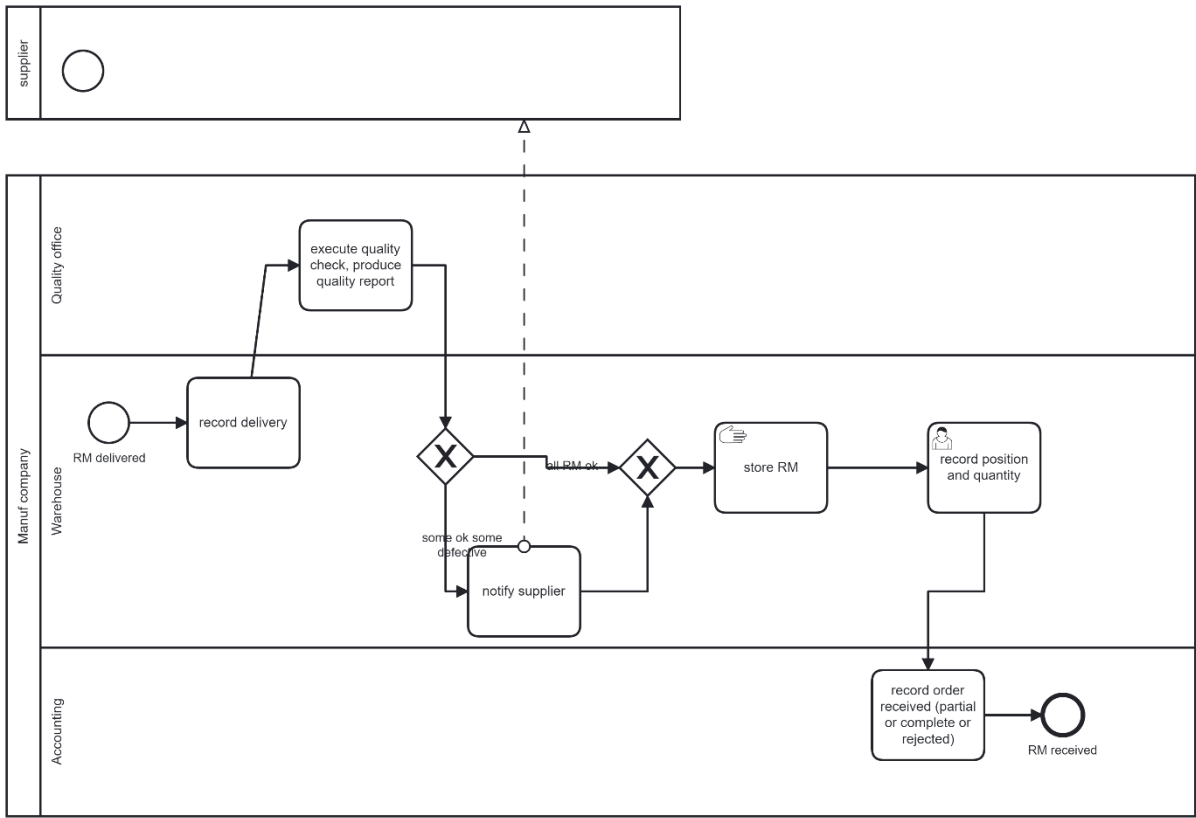 supplier
Manuf company
Quality office
execute quality
check, produce
quality report
Warehouse
RM delivered
record delivery
all RM ok
some ok some
defective
notify supplier
store RM
record position
and quantity
Accounting
record order
received (partial
or complete or
rejected)
RM received